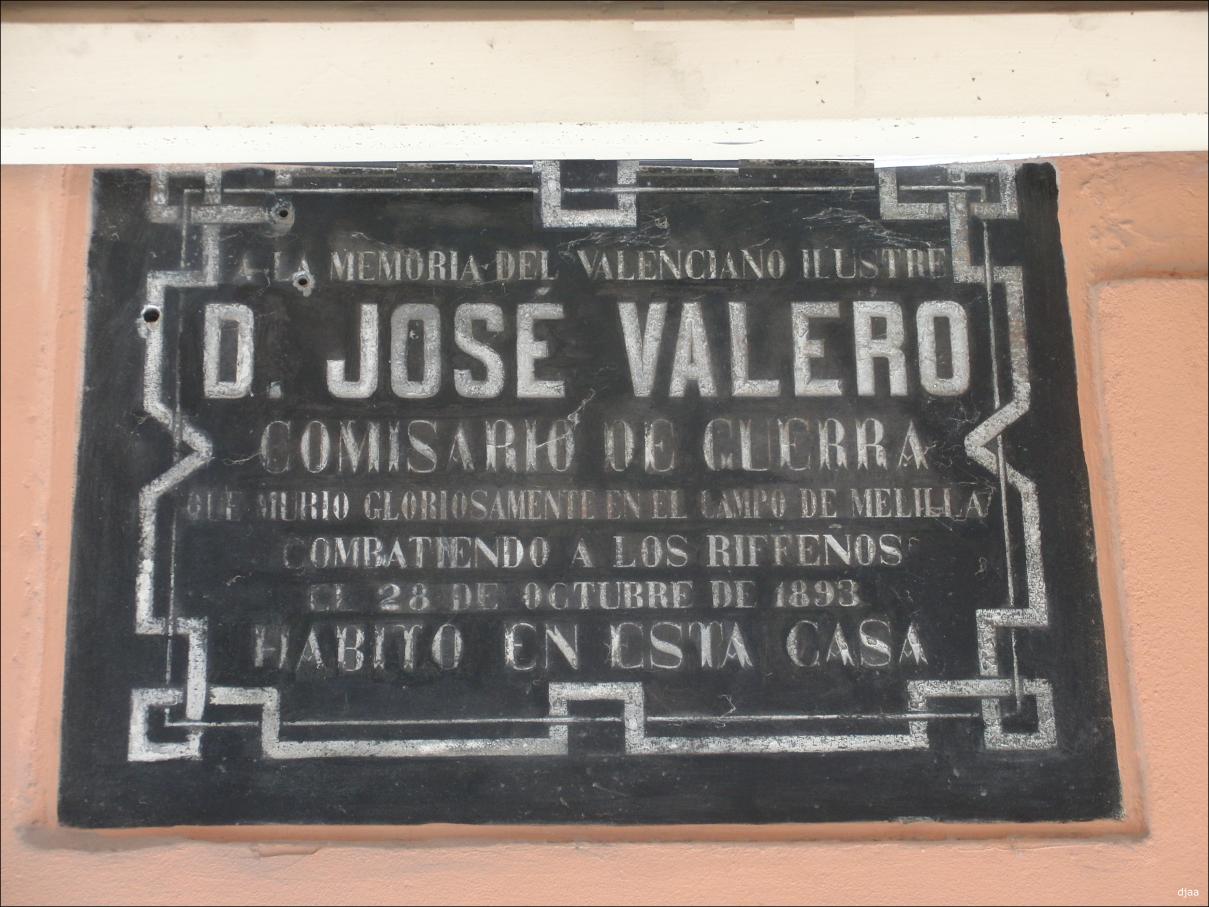 A LA MEMORIA DEL VALENCIANO ILUSTRE
D. JOSÉ VALERO
COMISARIO DE GUERRA
QUE MURIO GLORIOSAMENTE EN EL CAMPO DE MELILLA
COMBATIENDO A LOS RIFFEÑOS
EL 28 DE OCTUBRE DE 1893
HABITO EN ESTA CASA
djaa